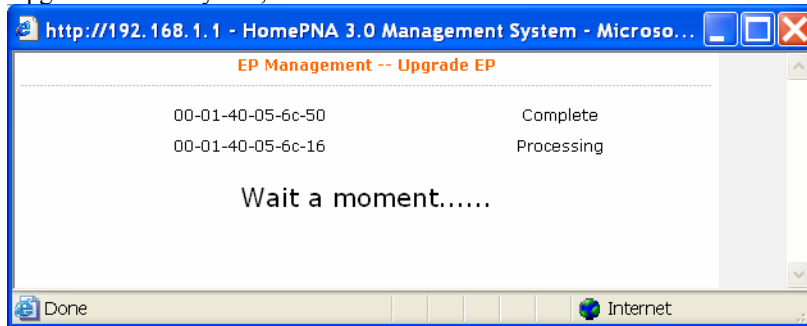 http://192.168.1.1 - HomePNA 3.0 Management System - Microso...
EP Management -- Upgrade EP
00-01-40-05-6c-50 Complete
00-01-40-05-6c-16 Processing
Wait a moment......
Done Internet